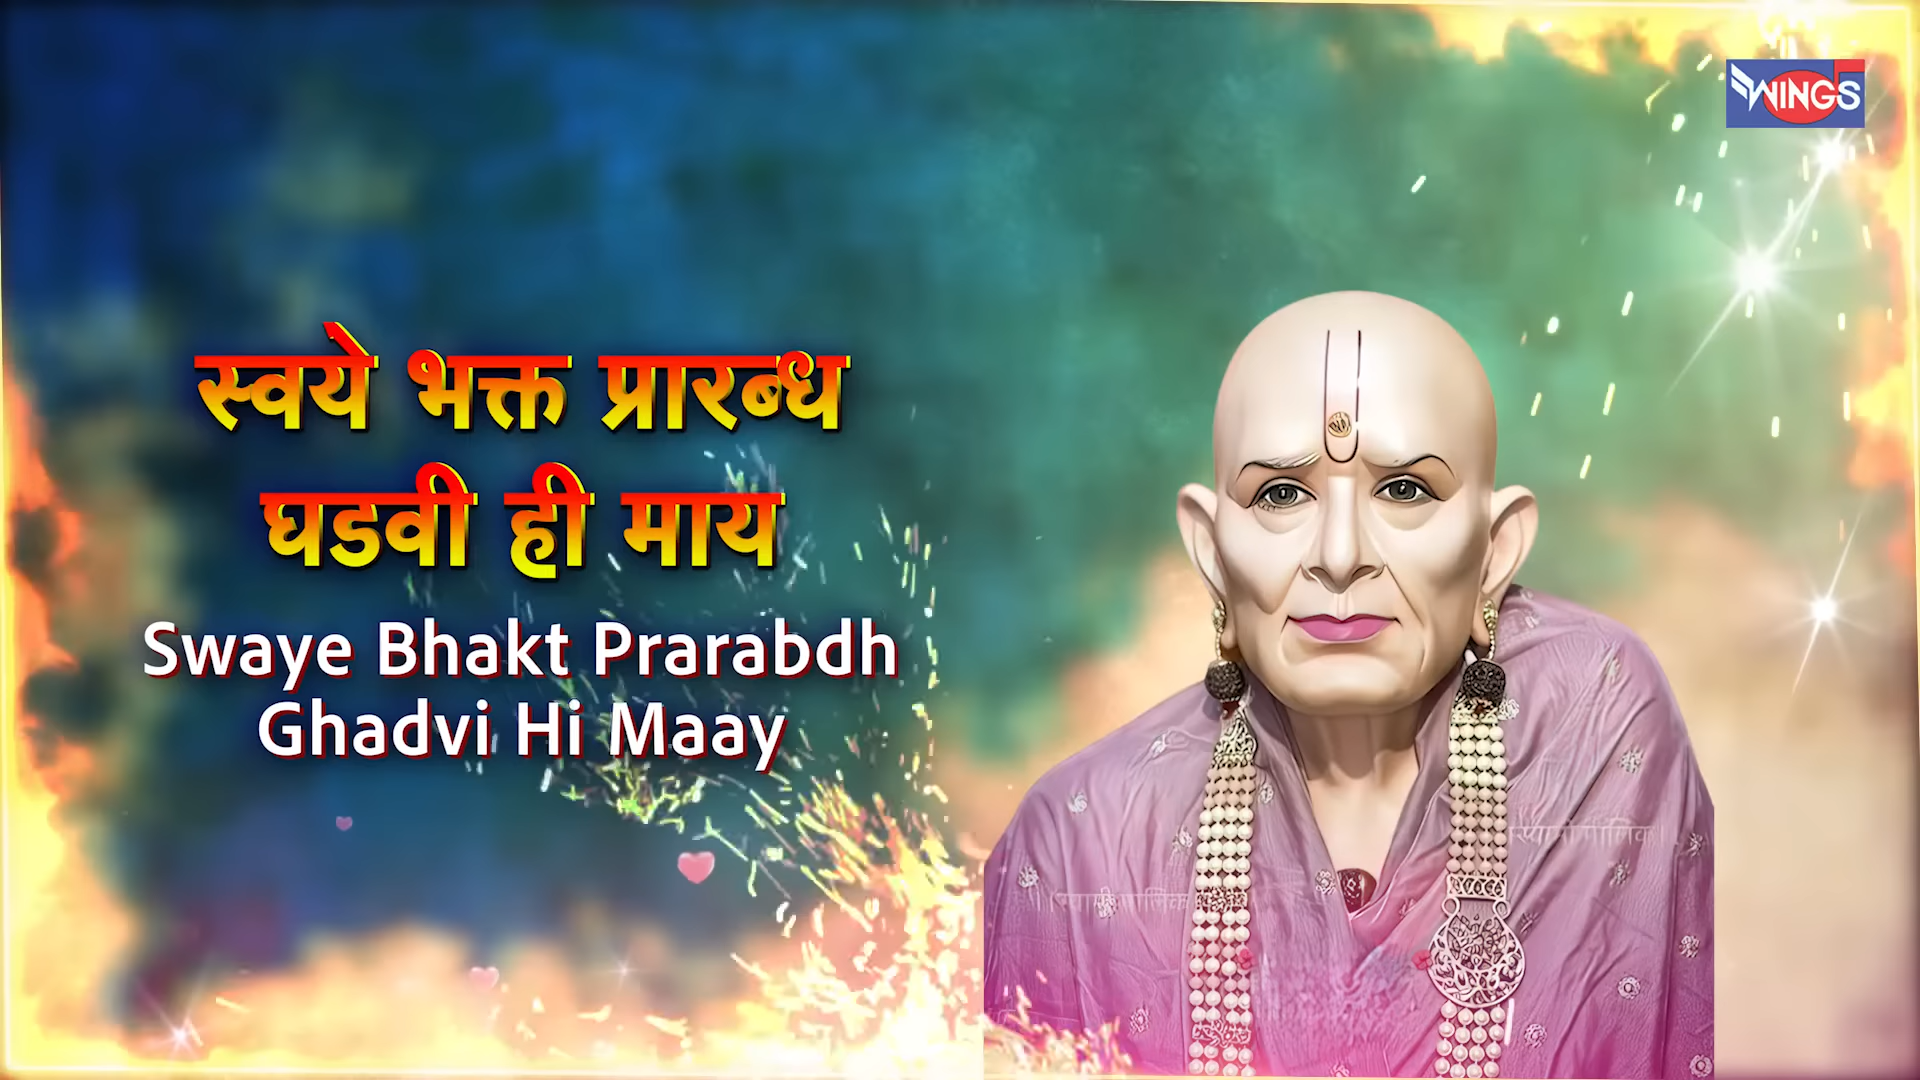 WINGS
स्वये भक्त प्रारब्ध
घडवी ही माय
Swaye Bhakt Prarabdh
Ghadvi Hi Maay